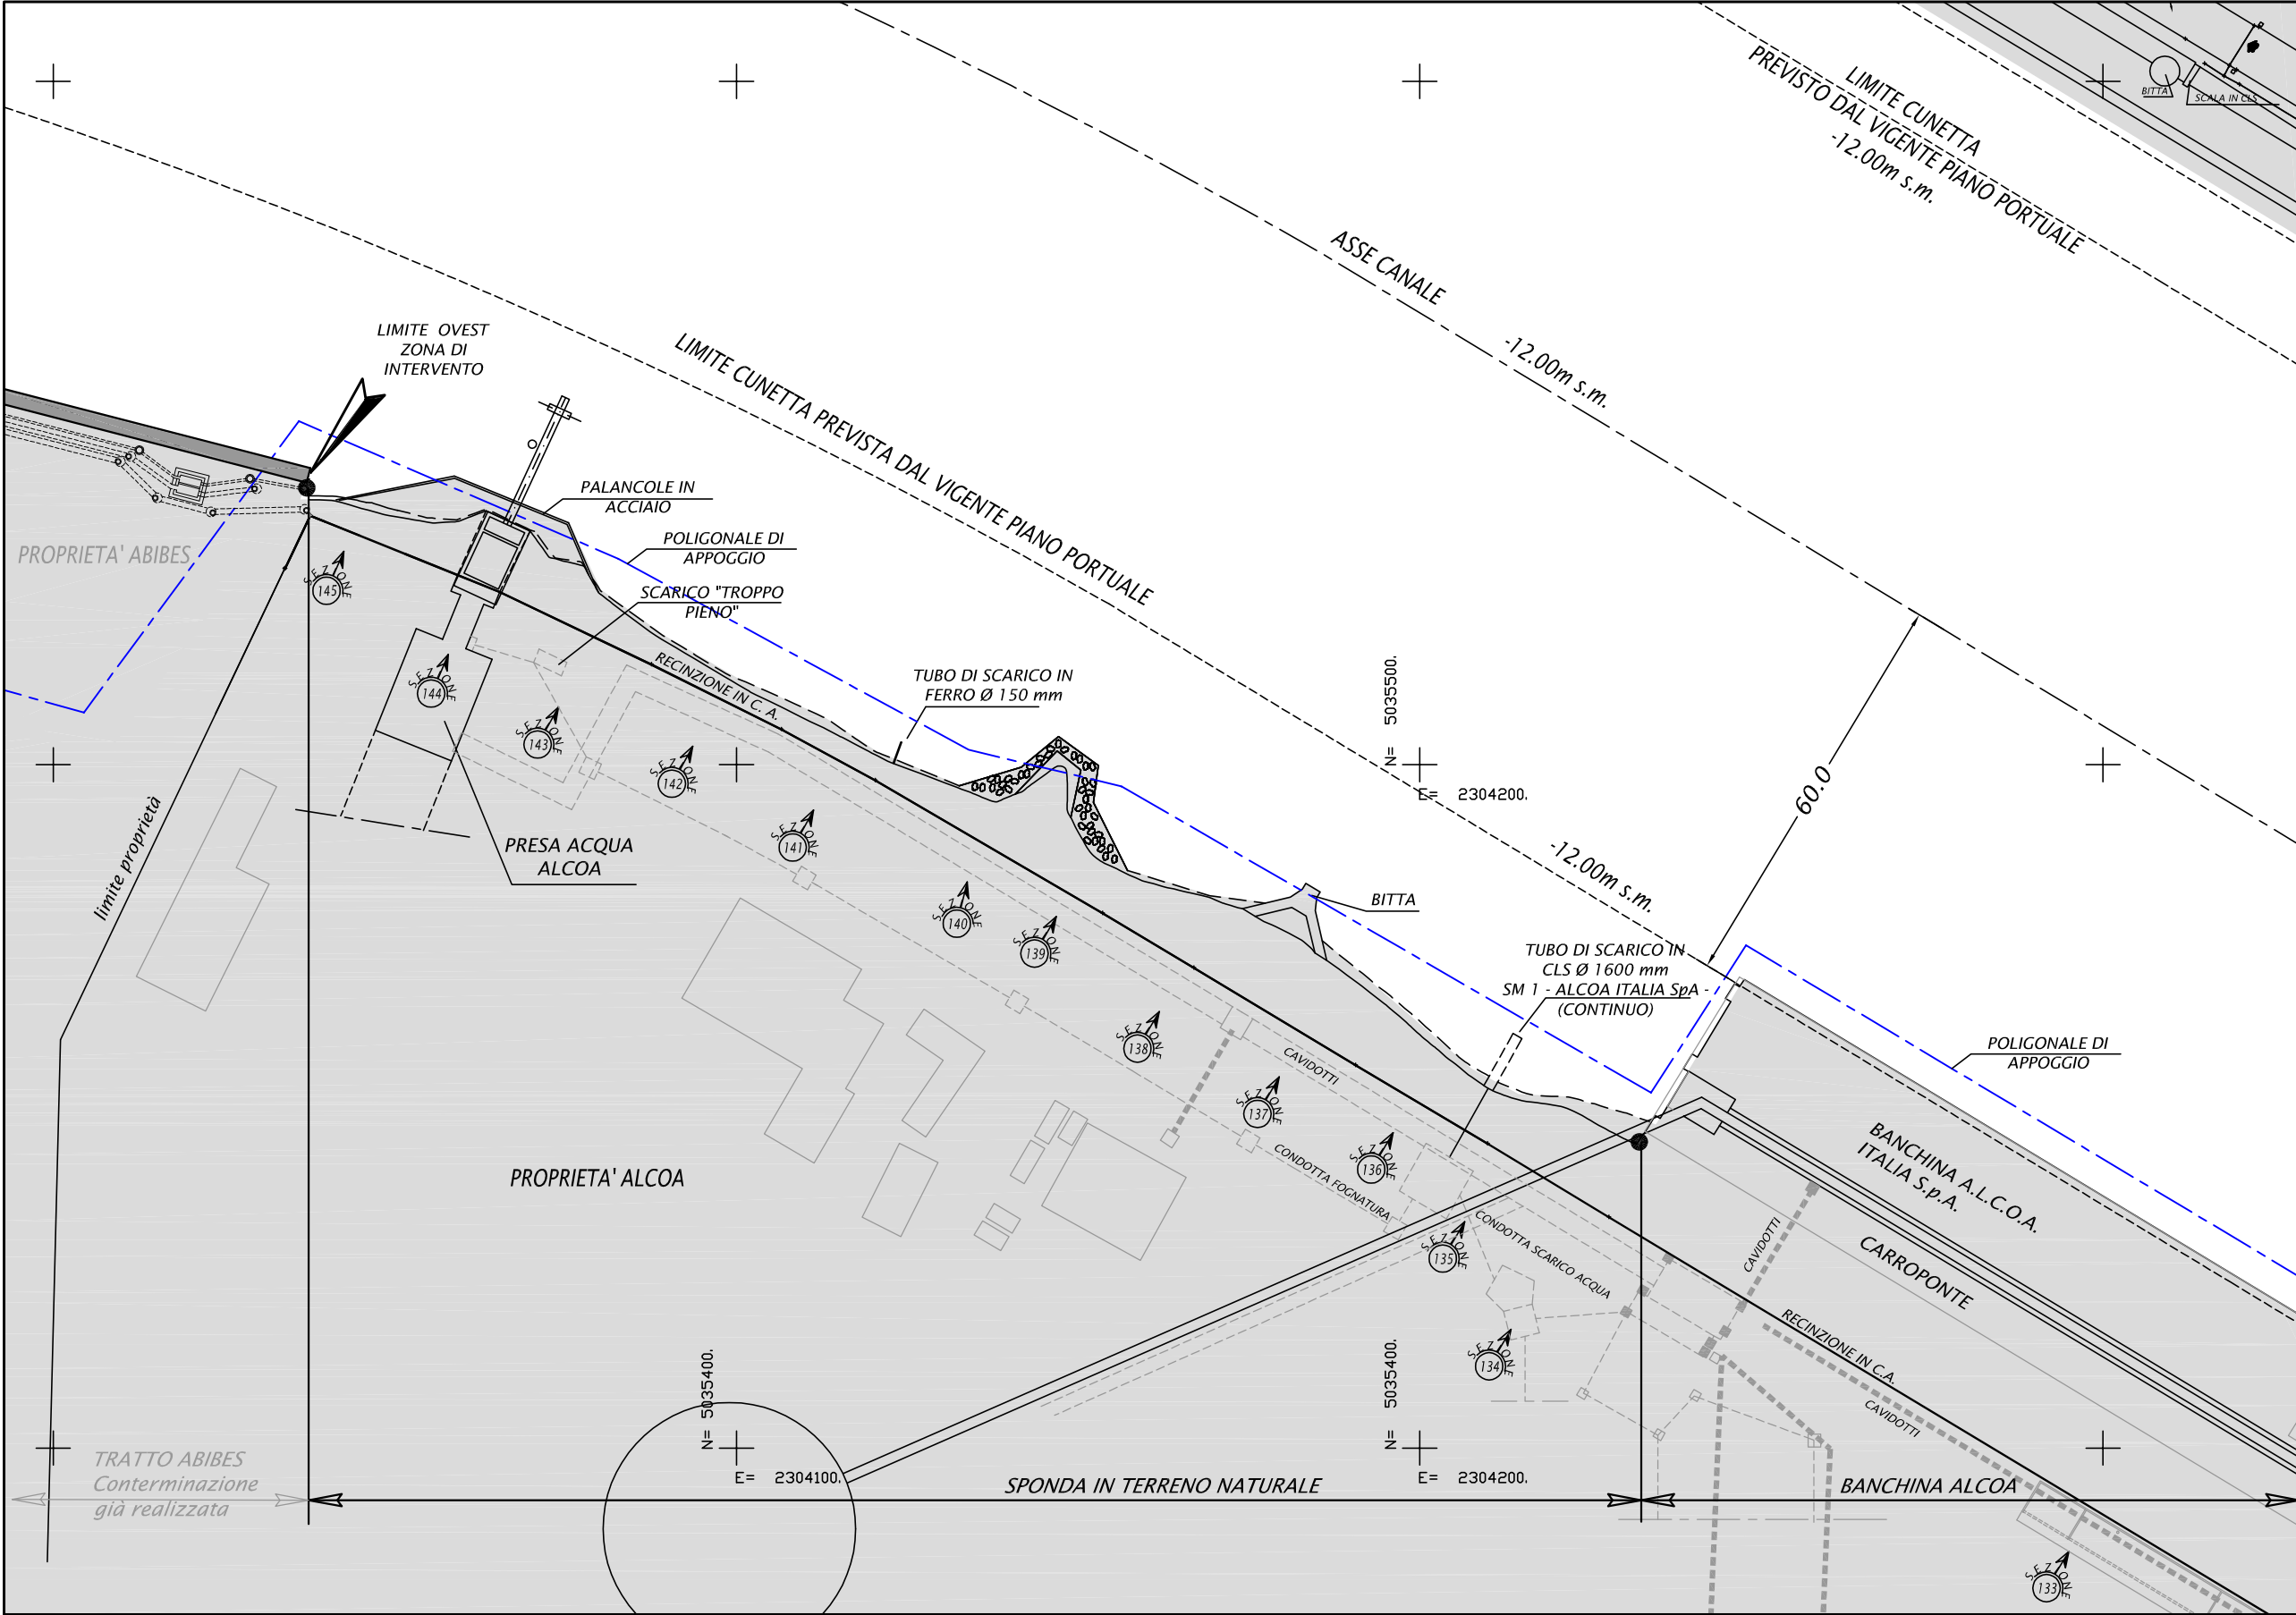 BITTA
SCALA IN CLS
LIMITE CUNETTA
PREVISTO DAL VIGENTE PIANO PORTUALE
-12.00m s.m.
ASSE CANALE
-12.00m s.m.
LIMITE OVEST
ZONA DI
INTERVENTO
LIMITE CUNETTA PREVISTA DAL VIGENTE PIANO PORTUALE
-12.00m s.m.
PALANCOLE IN
ACCIAIO
POLIGONALE DI
APPOGGIO
SCARICO "TROPPO
PIENO"
PROPRIETA' ABIBES
SEZIONE
145
SEZIONE
144
SEZIONE
143
SEZIONE
142
SEZIONE
141
SEZIONE
140
SEZIONE
139
SEZIONE
138
SEZIONE
137
SEZIONE
136
SEZIONE
135
SEZIONE
134
SEZIONE
133
RECINZIONE IN C. A.
TUBO DI SCARICO IN
FERRO Ø 150 mm
N= 5035500.
E= 2304200.
60.0
limite proprietà
PRESA ACQUA
ALCOA
BITTA
TUBO DI SCARICO IN
CLS Ø 1600 mm
SM 1 - ALCOA ITALIA SpA -
(CONTINUO)
POLIGONALE DI
APPOGGIO
CAVIDOTTI
CONDOTTA FOGNATURA
CONDOTTA SCARICO ACQUA
BANCHINA A.L.C.O.A.
ITALIA S.p.A.
CARROPONTE
CAVIDOTTI
RECINZIONE IN C.A.
CAVIDOTTI
PROPRIETA' ALCOA
N= 5035400.
E= 2304100.
N= 5035400.
E= 2304200.
TRATTO ABIBES
Conterminazione
già realizzata
SPONDA IN TERRENO NATURALE
BANCHINA ALCOA